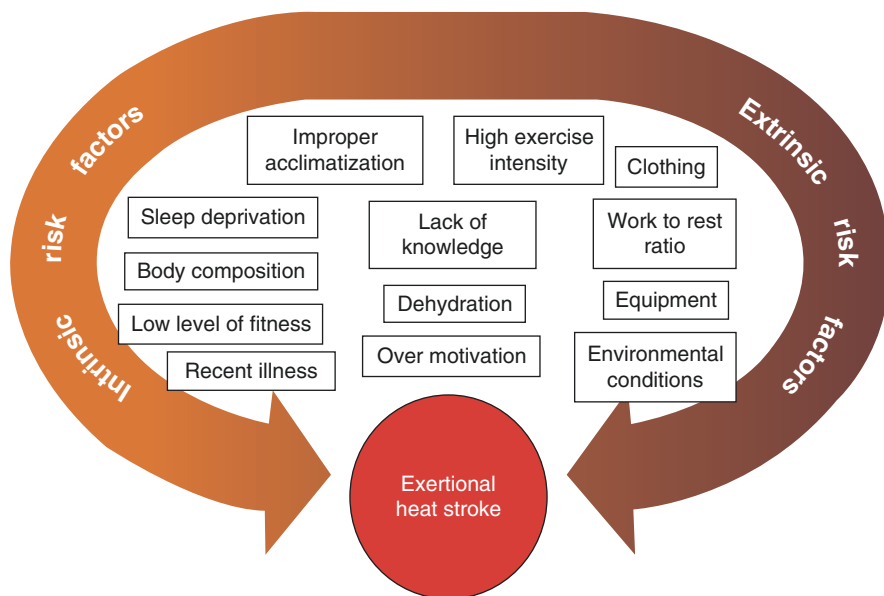 Intrinsic risk factors
Extrinsic risk factors
Improper
acclimatization
High exercise
intensity
Clothing
Sleep deprivation
Lack of
knowledge
Work to rest
ratio
Body composition
Dehydration
Equipment
Low level of fitness
Over motivation
Environmental
conditions
Recent illness
Exertional
heat stroke